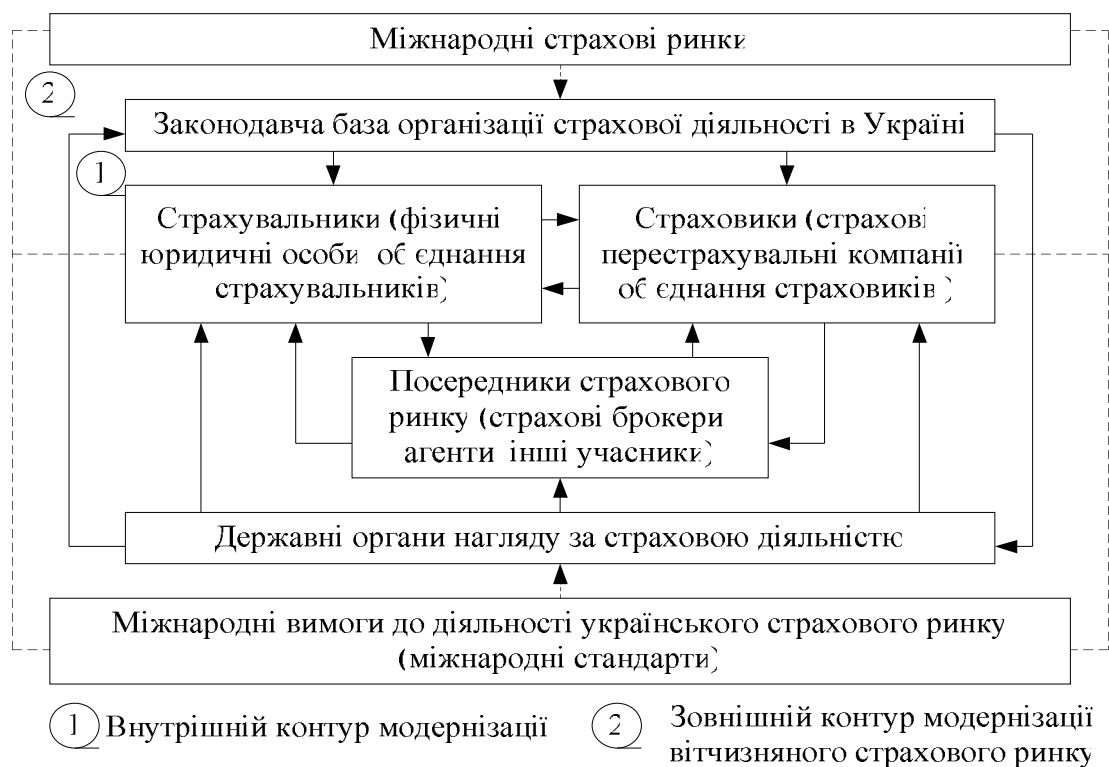 Міжнародні страхові ринки
2
Законодавча база організації страхової діяльності в Україні
1
Страхувальники (фізичні
юридичні особи об єднання
страхувальників)
Страховики (страхові
перестрахувальні компанії
об єднання страховиків)
Посередники страхового
ринку (страхові брокери
агенти інші учасники)
Державні органи нагляду за страховою діяльністю
Міжнародні вимоги до діяльності українського страхового ринку
(міжнародні стандарти)
1 Внутрішній контур модернізації
2 Зовнішній контур модернізації
вітчизняного страхового ринку